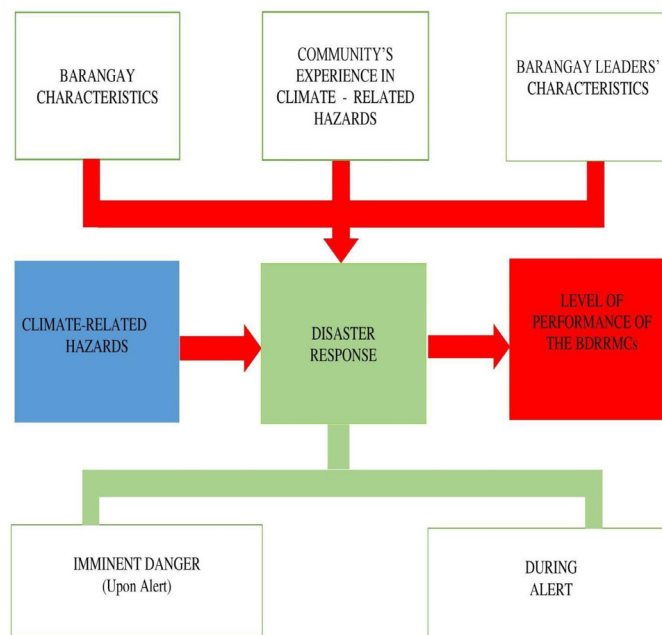 BARANGAY
CHARACTERISTICS
COMMUNITY'S
EXPERIENCE IN
CLIMATE - RELATED
HAZARDS
BARANGAY LEADERS'
CHARACTERISTICS
CLIMATE-RELATED
HAZARDS
DISASTER
RESPONSE
LEVEL OF
PERFORMANCE OF
THE BDRRMCs
IMMINENT DANGER
(Upon Alert)
DURING
ALERT